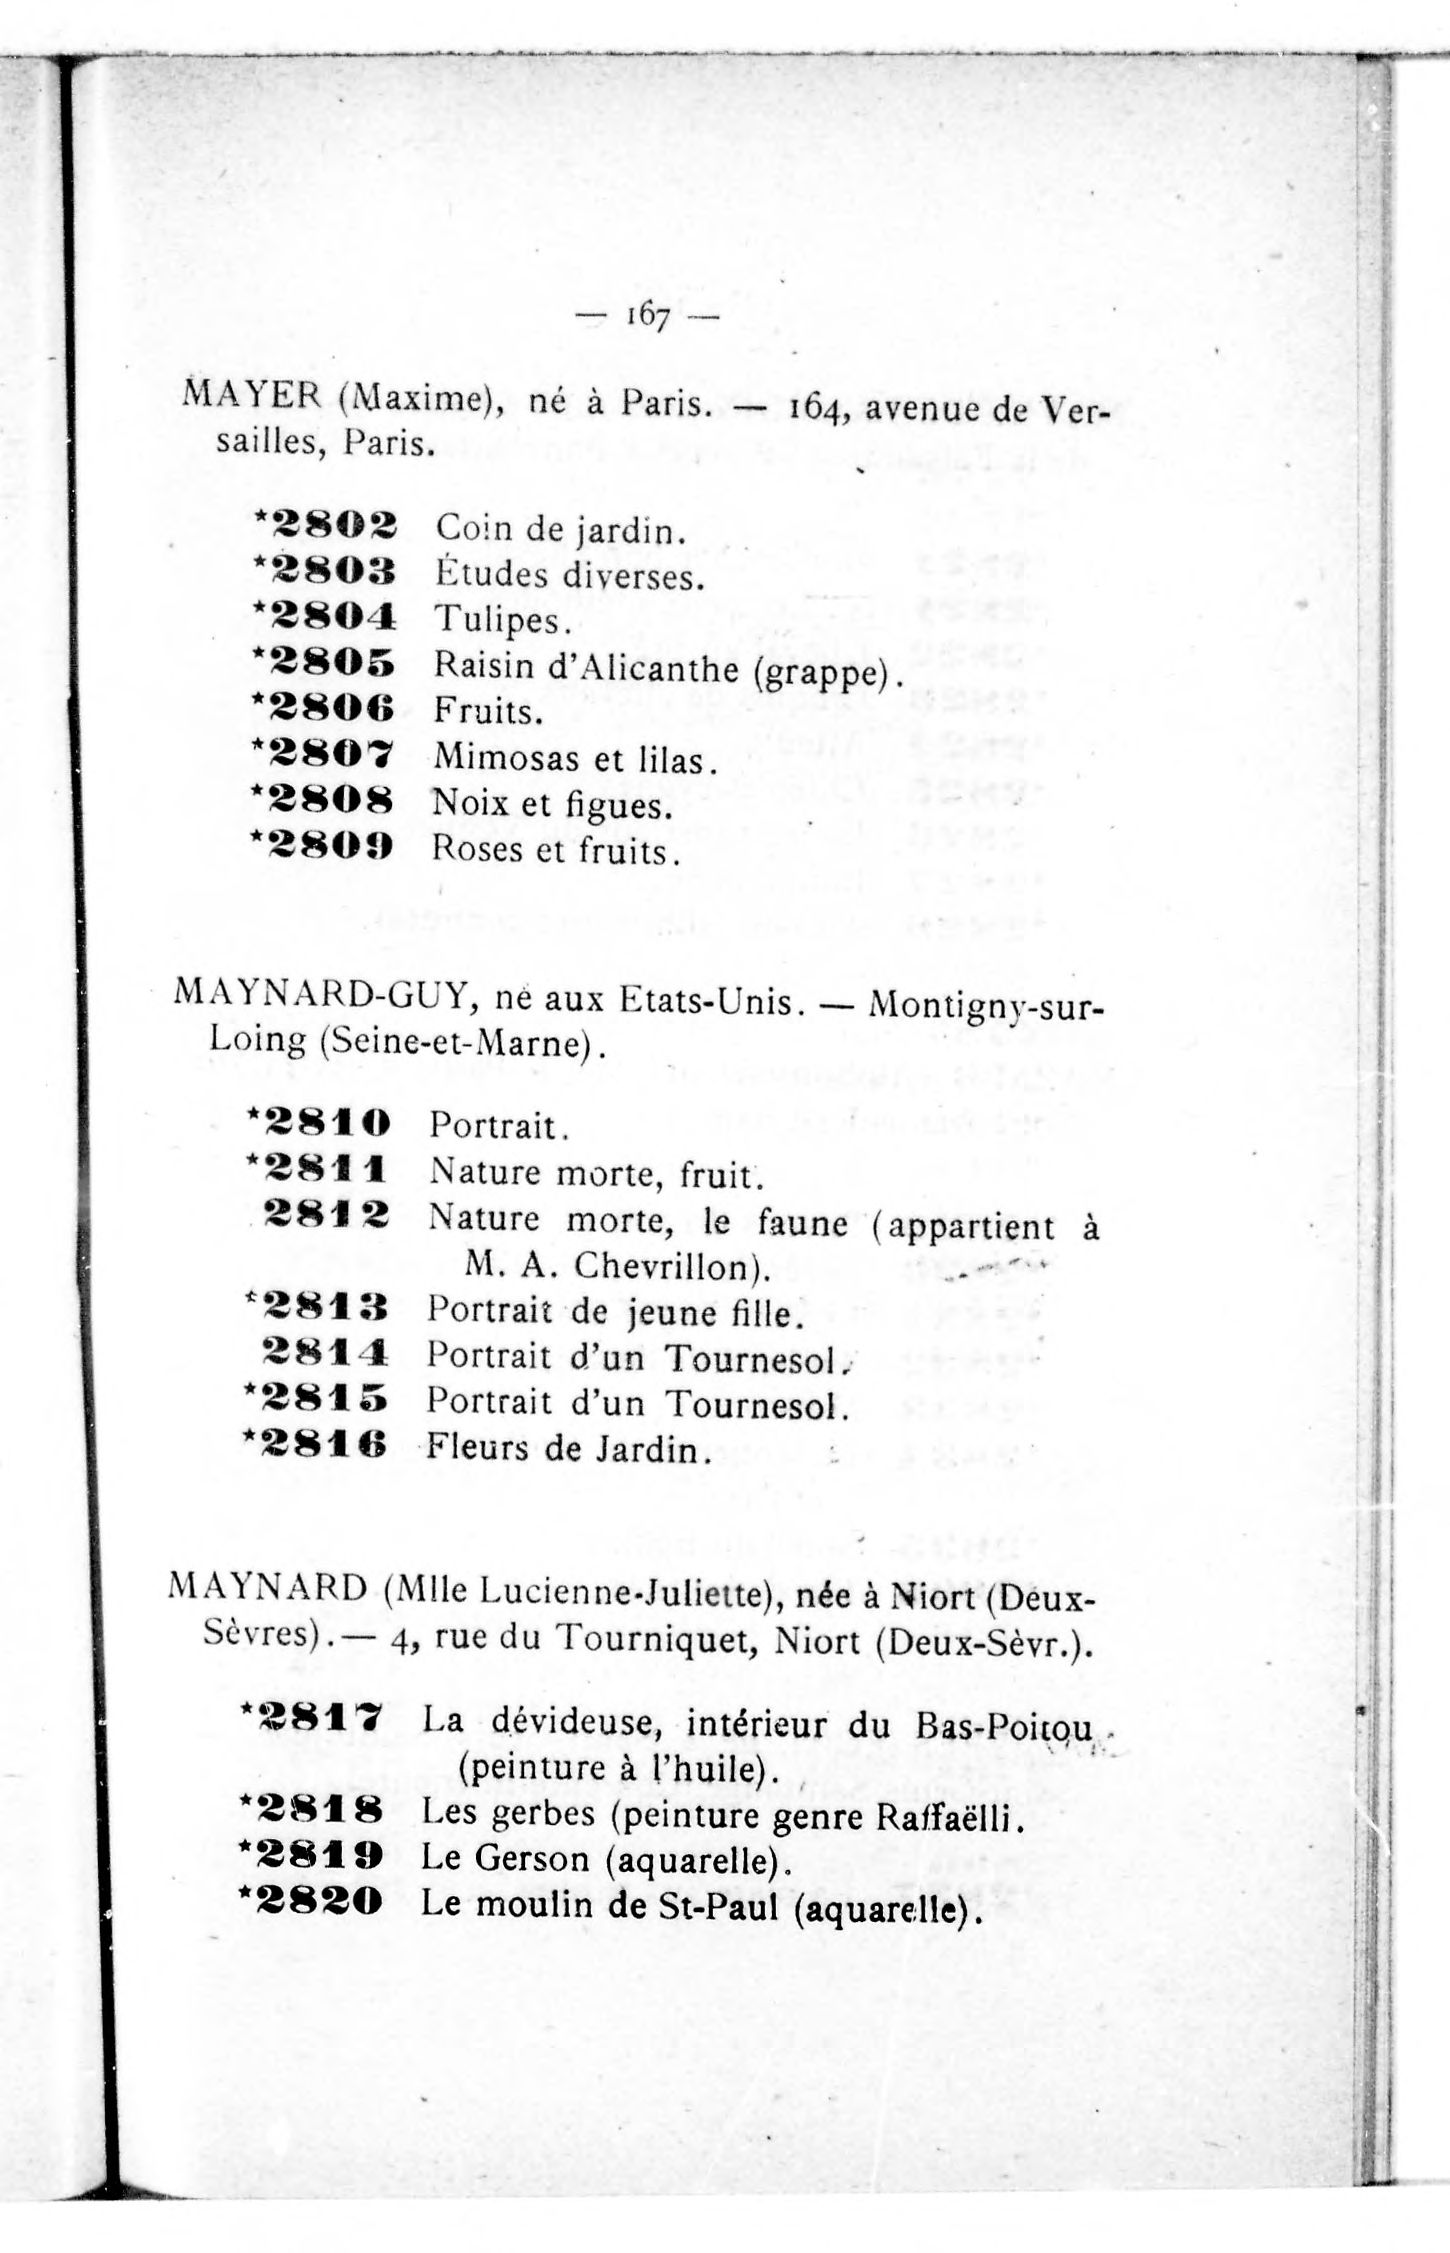 — 167 —
MAYER (Maxime), né à Paris. — 164, avenue de Ver-
sailles, Paris.
*2802 Coin de jardin.
*2803 Études diverses.
*2804 Tulipes.
*2805 Raisin d'Alicanthe (grappe).
*2806 Fruits.
*2807 Mimosas et lilas.
*2808 Noix et figues.
*2809 Roses et fruits.
MAYNARD-GUY, né aux Etats-Unis. — Montigny-sur-
Loing (Seine-et-Marne).
*2810 Portrait.
*2811 Nature morte, fruit.
2812 Nature morte, le faune (appartient à
M. A. Chevrillon).
*2813 Portrait de jeune fille.
2814 Portrait d'un Tournesol.
*2815 Portrait d'un Tournesol.
*2816 Fleurs de Jardin.
MAYNARD (Mlle Lucienne-Juliette), née à Niort (Deux-
Sèvres). — 4, rue du Tourniquet, Niort (Deux-Sèvr.).
*2817 La dévideuse, intérieur du Bas-Poitou
(peinture à l'huile).
*2818 Les gerbes (peinture genre Raffaëlli.
*2819 Le Gerson (aquarelle).
*2820 Le moulin de St-Paul (aquarelle).